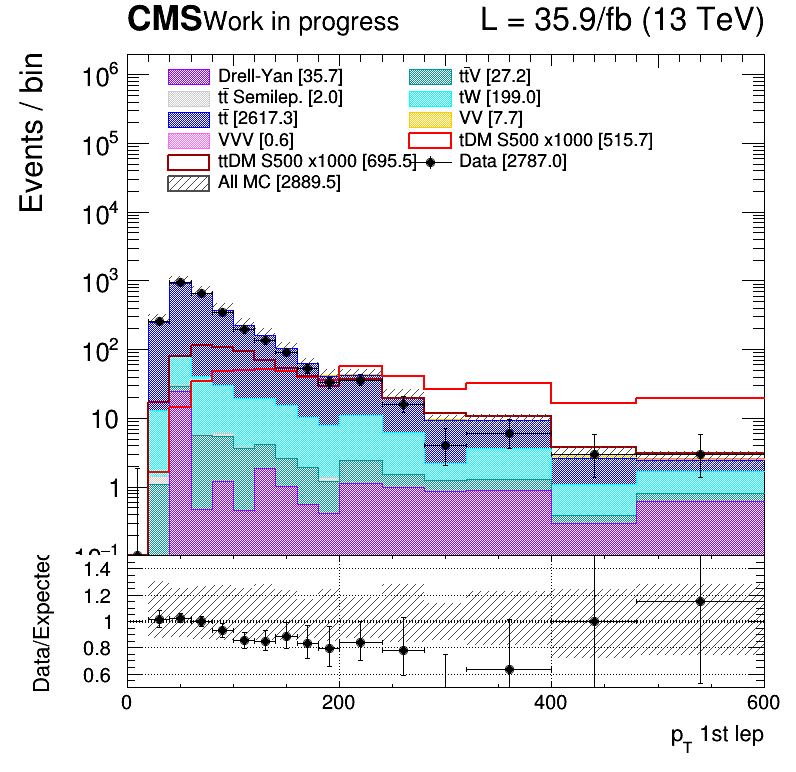 CMS Work in progress L = 35.9/fb (13 TeV)
Events / bin
Drell-Yan [35.7] tt̄V [27.2]
tt̄ Semilep. [2.0] tW [199.0]
tt̄ [2617.3] VV [7.7]
VVV [0.6] tDM S500 x1000 [515.7]
ttDM S500 x1000 [695.5] Data [2787.0]
All MC [2889.5]
10⁶
10⁵
10⁴
10³
10²
10
1
10⁻¹
Data/Expected
1.4
1.2
1
0.8
0.6
0 200 400 600
p_T 1st lep